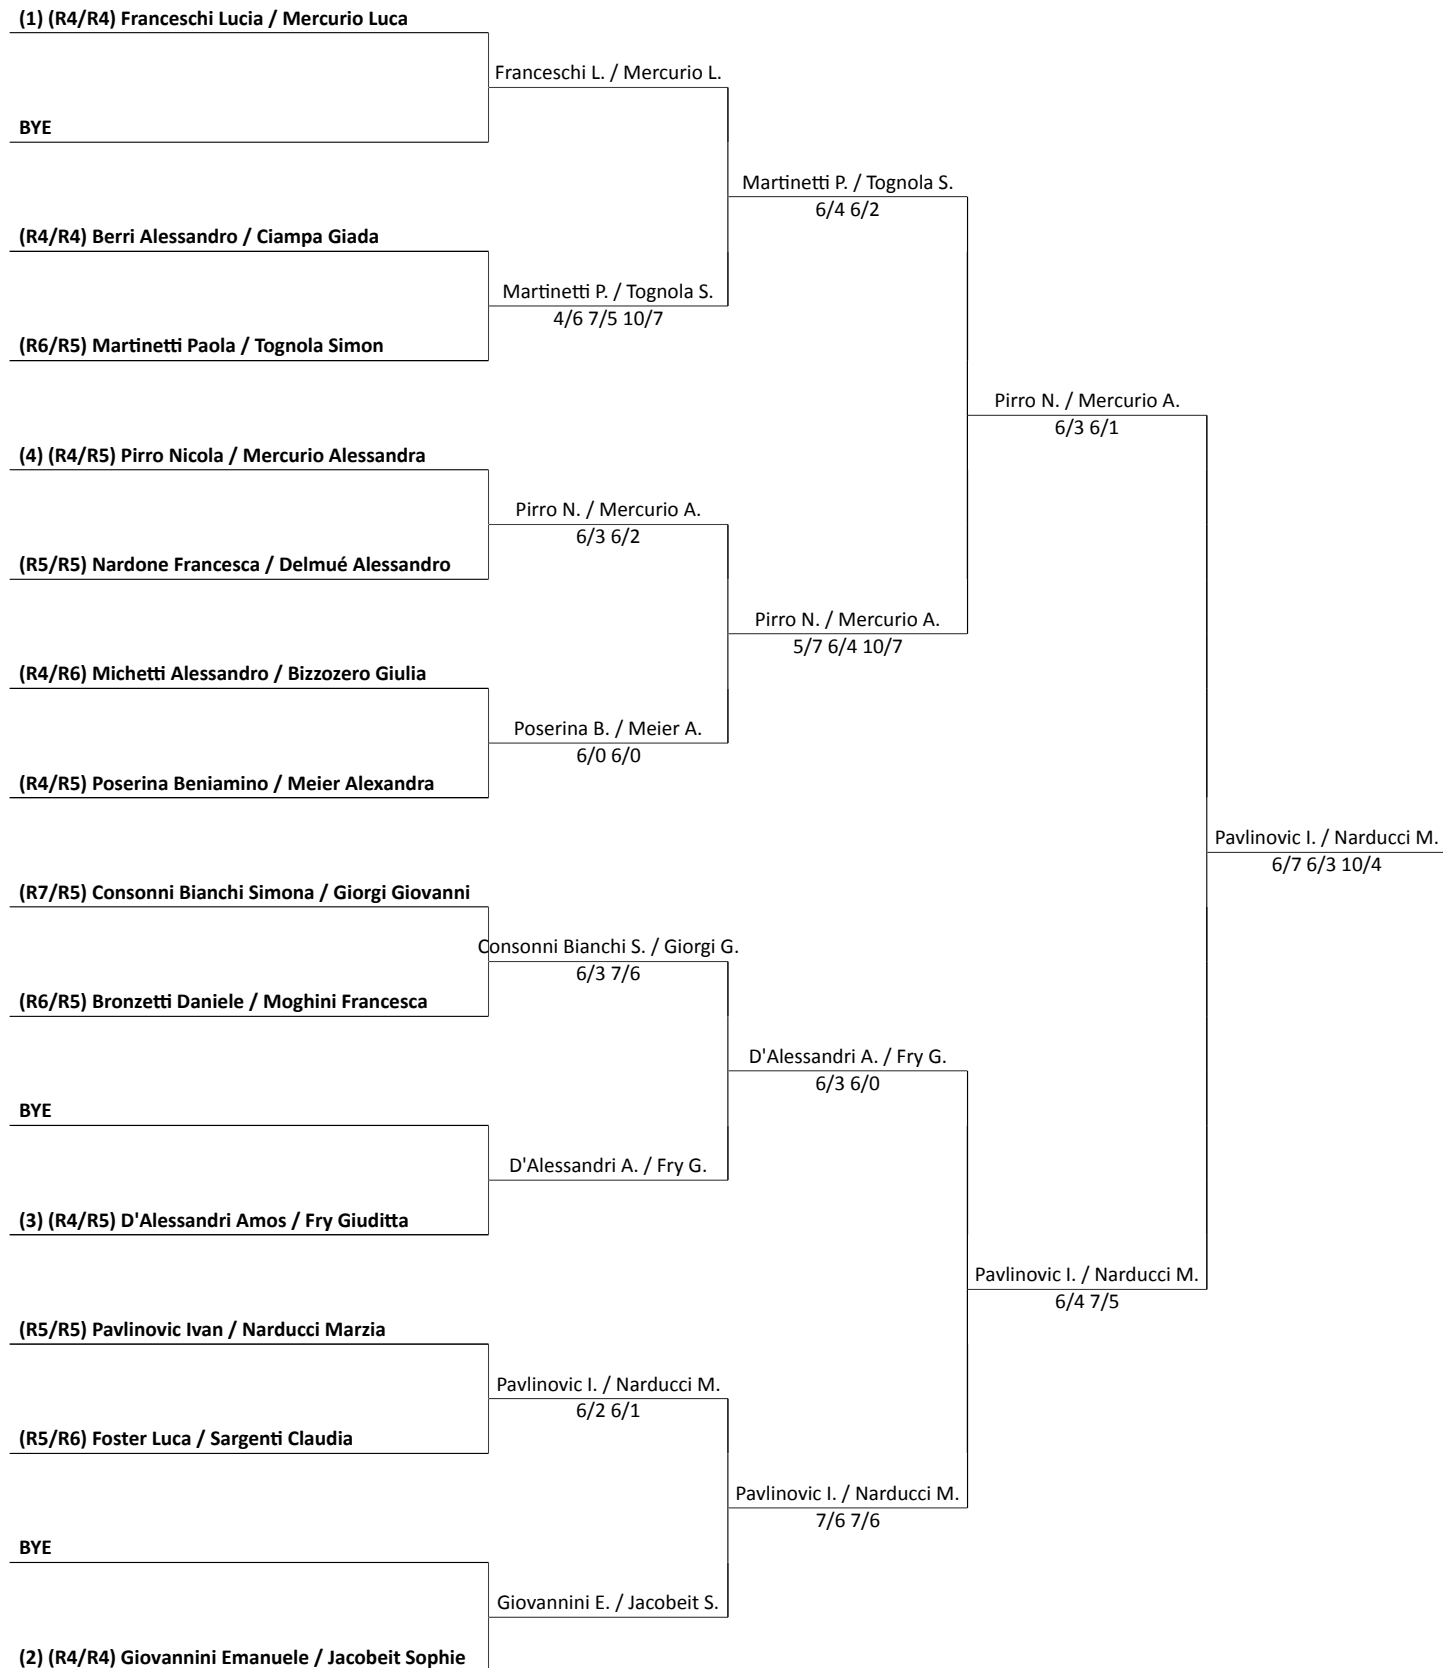 (1) (R4/R4) Franceschi Lucia / Mercurio Luca
Franceschi L. / Mercurio L.
BYE
Martinetti P. / Tognola S.
6/4 6/2
(R4/R4) Berri Alessandro / Ciampa Giada
Martinetti P. / Tognola S.
4/6 7/5 10/7
(R6/R5) Martinetti Paola / Tognola Simon
Pirro N. / Mercurio A.
6/3 6/1
(4) (R4/R5) Pirro Nicola / Mercurio Alessandra
Pirro N. / Mercurio A.
6/3 6/2
(R5/R5) Nardone Francesca / Delmué Alessandro
Pirro N. / Mercurio A.
5/7 6/4 10/7
(R4/R6) Michetti Alessandro / Bizzozero Giulia
Poserina B. / Meier A.
6/0 6/0
(R4/R5) Poserina Beniamino / Meier Alexandra
Pavlinovic I. / Narducci M.
6/7 6/3 10/4
(R7/R5) Consonni Bianchi Simona / Giorgi Giovanni
Consonni Bianchi S. / Giorgi G.
6/3 7/6
(R6/R5) Bronzetti Daniele / Moghini Francesca
D'Alessandri A. / Fry G.
6/3 6/0
BYE
D'Alessandri A. / Fry G.
(3) (R4/R5) D'Alessandri Amos / Fry Giuditta
Pavlinovic I. / Narducci M.
6/4 7/5
(R5/R5) Pavlinovic Ivan / Narducci Marzia
Pavlinovic I. / Narducci M.
6/2 6/1
(R5/R6) Foster Luca / Sargenti Claudia
Pavlinovic I. / Narducci M.
7/6 7/6
BYE
Giovannini E. / Jacobeit S.
(2) (R4/R4) Giovannini Emanuele / Jacobeit Sophie